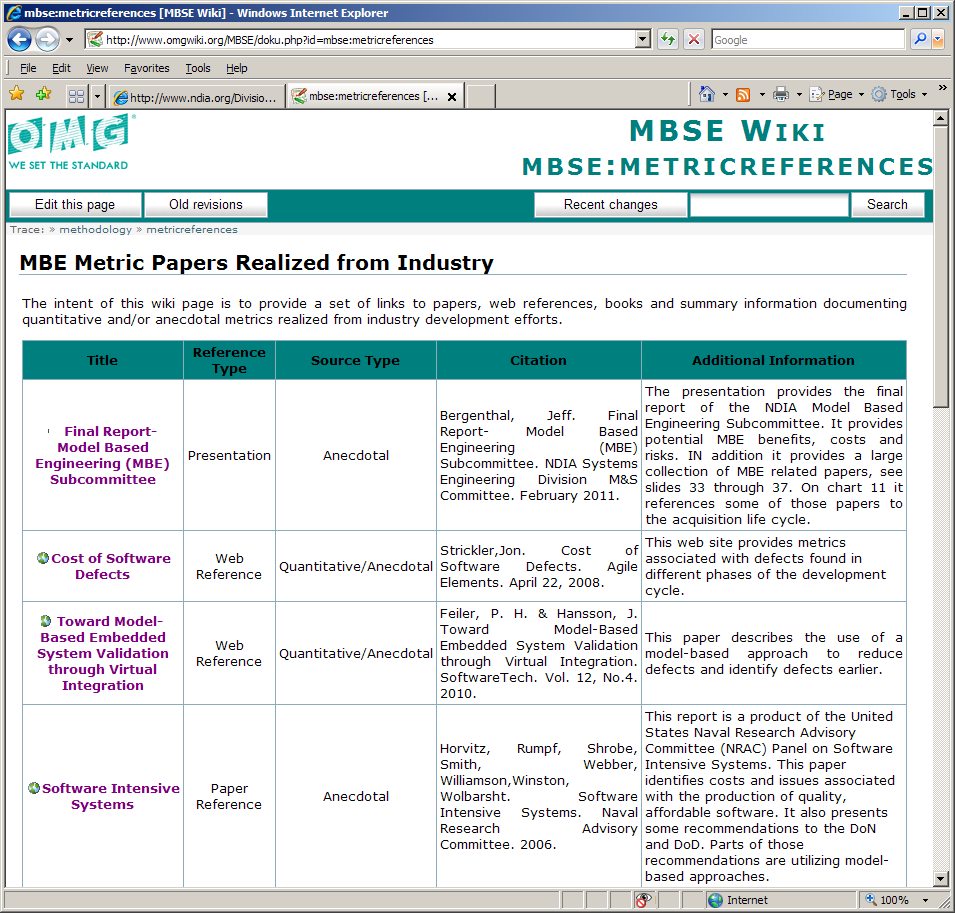 mbse:metricreferences [MBSE Wiki] - Windows Internet Explorer
http://www.omgwiki.org/MBSE/doku.php?id=mbse:metricreferences
Google
File Edit View Favorites Tools Help
http://www.ndia.org/Divisio...
mbse:metricreferences [...
Page
Tools
OMG
WE SET THE STANDARD
MBSE WIKI
MBSE:METRICREFERENCES
Edit this page
Old revisions
Recent changes
Search
Trace: » methodology » metricreferences
MBE Metric Papers Realized from Industry
The intent of this wiki page is to provide a set of links to papers, web references, books and summary information documenting
quantitative and/or anecdotal metrics realized from industry development efforts.
Title
Reference
Type
Source Type
Citation
Additional Information
Final Report-
Model Based
Engineering (MBE)
Subcommittee
Presentation
Anecdotal
Bergenthal, Jeff. Final
Report- Model Based
Engineering (MBE)
Subcommittee. NDIA Systems
Engineering Division M&S
Committee. February 2011.
The presentation provides the final
report of the NDIA Model Based
Engineering Subcommittee. It provides
potential MBE benefits, costs and
risks. IN addition it provides a large
collection of MBE related papers, see
slides 33 through 37. On chart 11 it
references some of those papers to
the acquisition life cycle.
Cost of Software
Defects
Web
Reference
Quantitative/Anecdotal
Strickler,Jon. Cost of
Software Defects. Agile
Elements. April 22, 2008.
This web site provides metrics
associated with defects found in
different phases of the development
cycle.
Toward Model-
Based Embedded
System Validation
through Virtual
Integration
Web
Reference
Quantitative/Anecdotal
Feiler, P. H. & Hansson, J.
Toward Model-Based
Embedded System Validation
through Virtual Integration.
SoftwareTech. Vol. 12, No.4.
2010.
This paper describes the use of a
model-based approach to reduce
defects and identify defects earlier.
Software Intensive
Systems
Paper
Reference
Anecdotal
Horvitz, Rumpf, Shrobe,
Smith, Webber,
Williamson,Winston,
Wolbarsht. Software
Intensive Systems. Naval
Research Advisory
Committee. 2006.
This report is a product of the United
States Naval Research Advisory
Committee (NRAC) Panel on Software
Intensive Systems. This paper
identifies costs and issues associated
with the production of quality,
affordable software. It also presents
some recommendations to the DoN
and DoD. Parts of those
recommendations are utilizing model-
based approaches.
Internet
100%